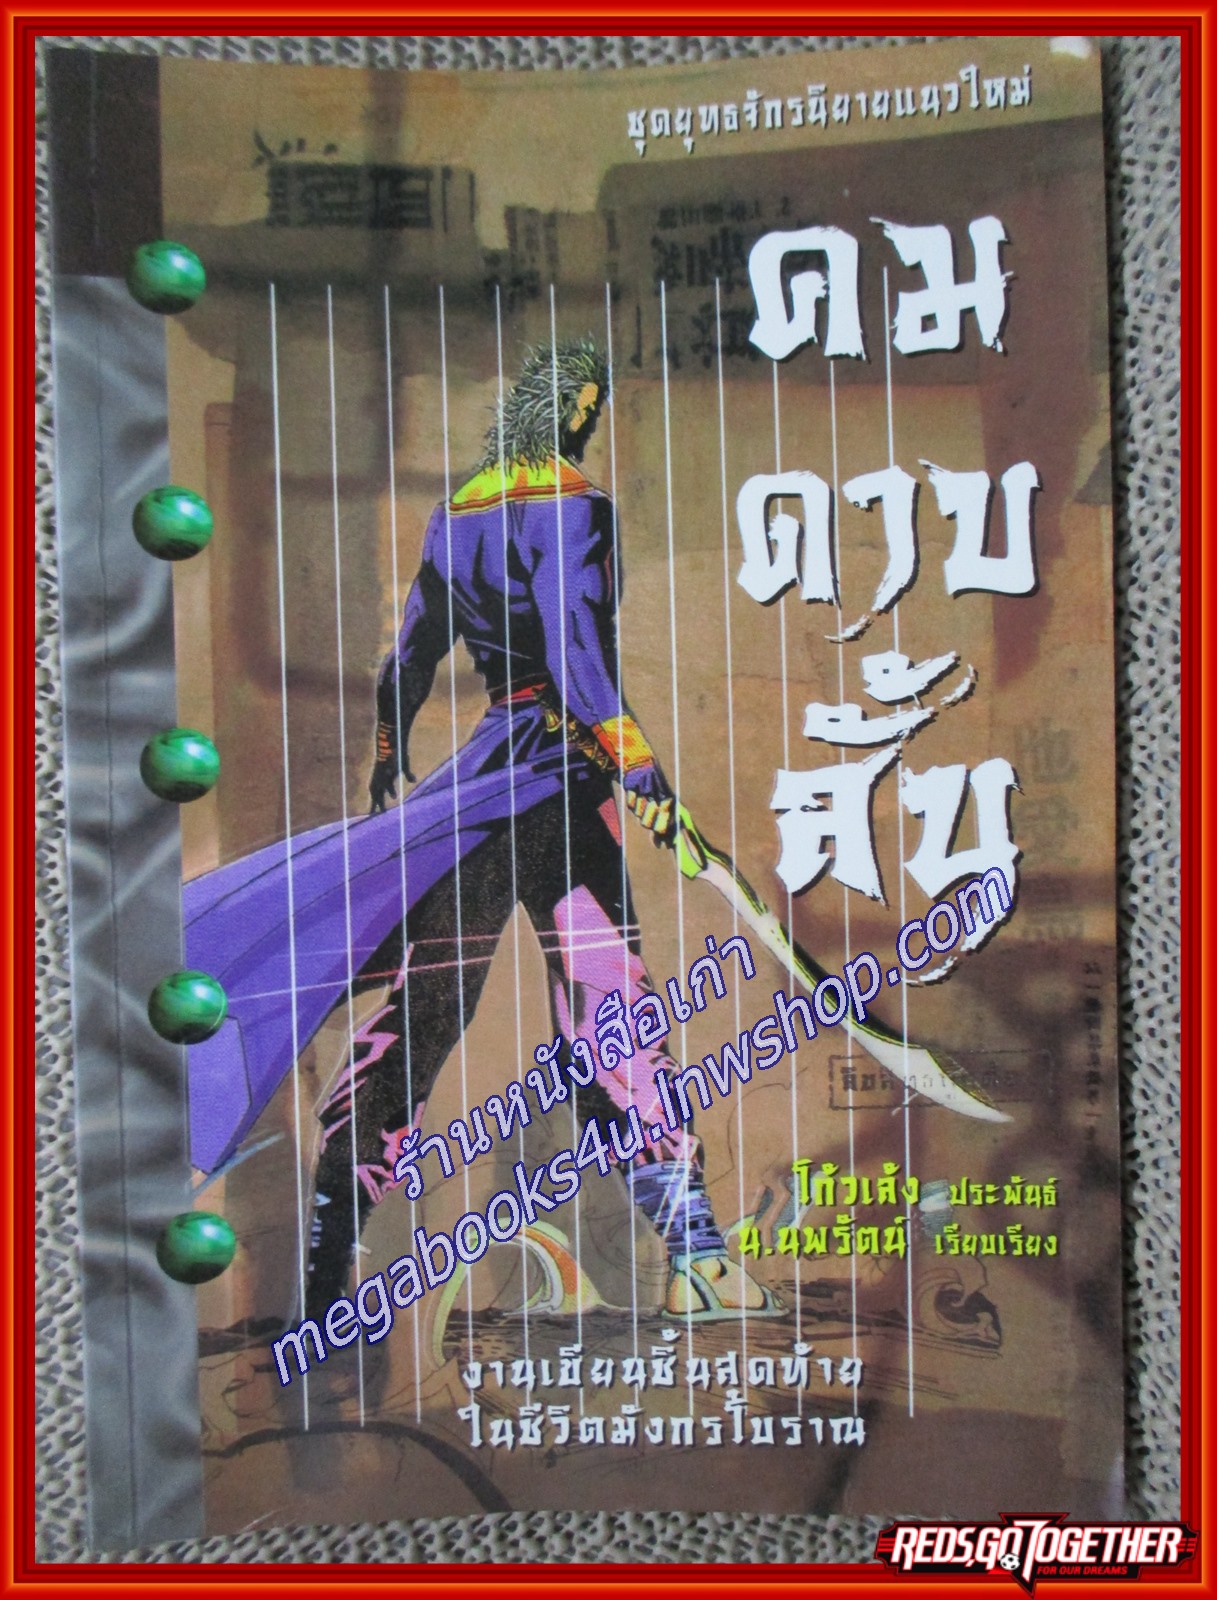 ชุดยุทธจักรนิยายแนวใหม่
คม
ดาบ
สั้น
ร้านหนังสือเก่า
megabooks4u.lnwshop.com
โก้วเล้ง ประพันธ์
น.นพรัตน์ เรียบเรียง
งานเขียนชิ้นสุดท้าย
ในชีวิตมังกรโบราณ
REDS,GO TOGETHER
FOR OUR DREAMS